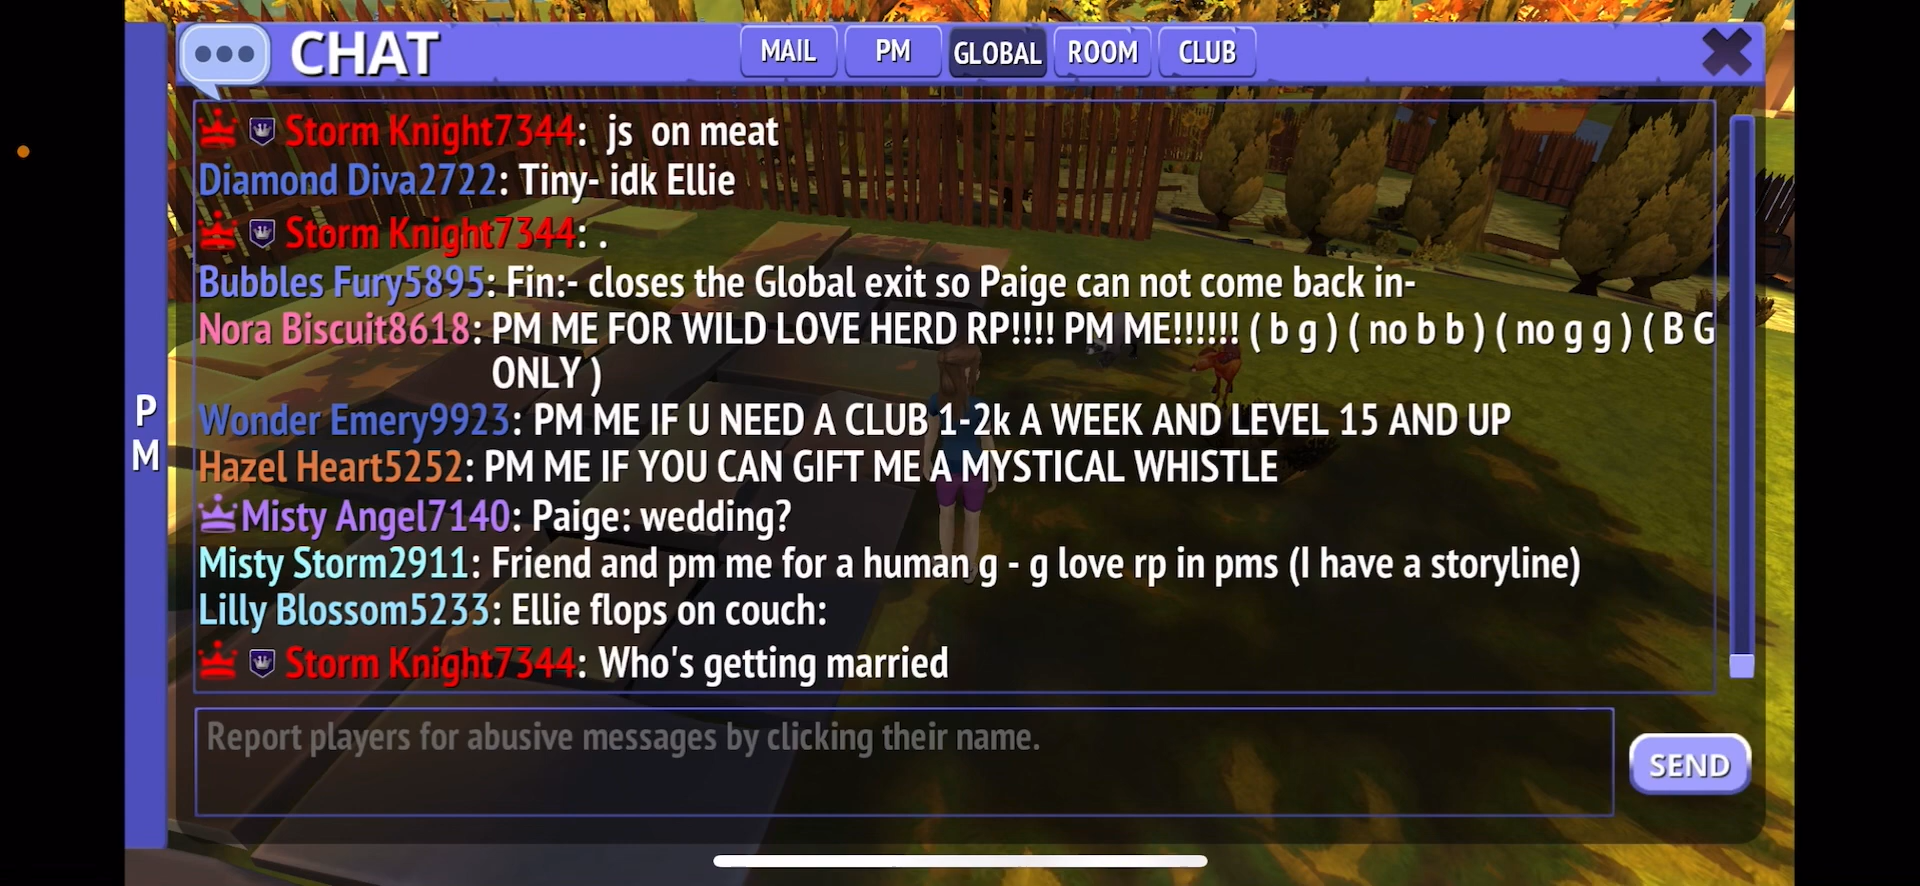 CHAT
MAIL
PM
GLOBAL
ROOM
CLUB
Storm Knight7344: js on meat
Diamond Diva2722: Tiny- idk Ellie
Storm Knight7344: .
Bubbles Fury5895: Fin:- closes the Global exit so Paige can not come back in-
Nora Biscuit8618: PM ME FOR WILD LOVE HERD RP!!!! PM ME!!!!!! ( b g ) ( no b b ) ( no g g ) ( B G
ONLY )
Wonder Emery9923: PM ME IF U NEED A CLUB 1-2k A WEEK AND LEVEL 15 AND UP
Hazel Heart5252: PM ME IF YOU CAN GIFT ME A MYSTICAL WHISTLE
Misty Angel7140: Paige: wedding?
Misty Storm2911: Friend and pm me for a human g - g love rp in pms (I have a storyline)
Lilly Blossom5233: Ellie flops on couch:
Storm Knight7344: Who's getting married
P
M
Report players for abusive messages by clicking their name.
SEND